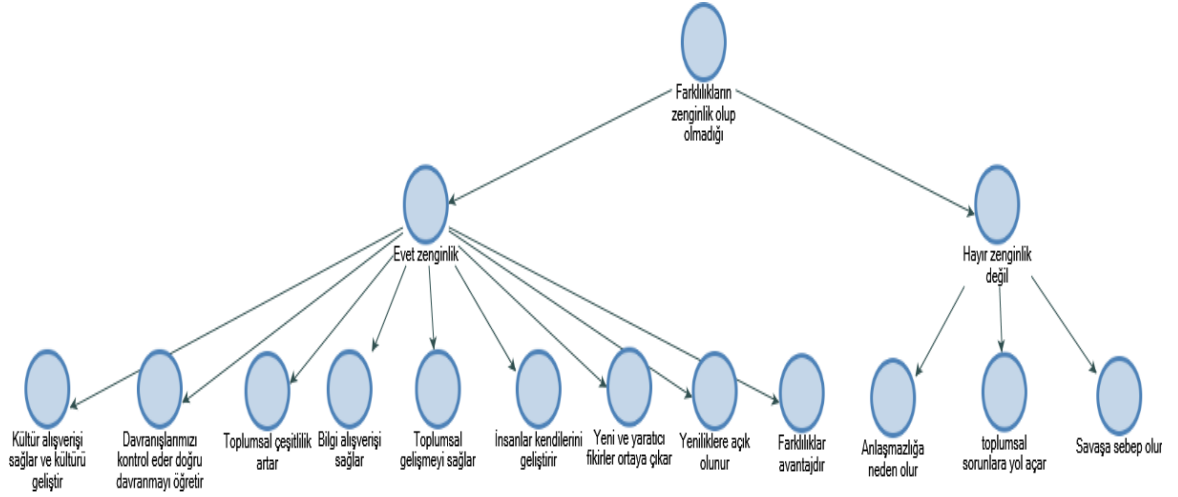 Farklılıkların
zenginlik olup
olmadığı
Evet zenginlik
Hayır zenginlik
değil
Kültür alışverişi
sağlar ve kültürü
geliştir
Davranışlarımızı
kontrol eder doğru
davranmayı öğretir
Toplumsal çeşitlilik
artar
Bilgi alışverişi
sağlar
Toplumsal
gelişmeyi sağlar
İnsanlar kendilerini
geliştirir
Yeni ve yaratıcı
fikirler ortaya çıkar
Yeniliklere açık
olunur
Farklılıklar
avantajdır
Anlaşmazlığa
neden olur
toplumsal
sorunlara yol açar
Savaşa sebep olur